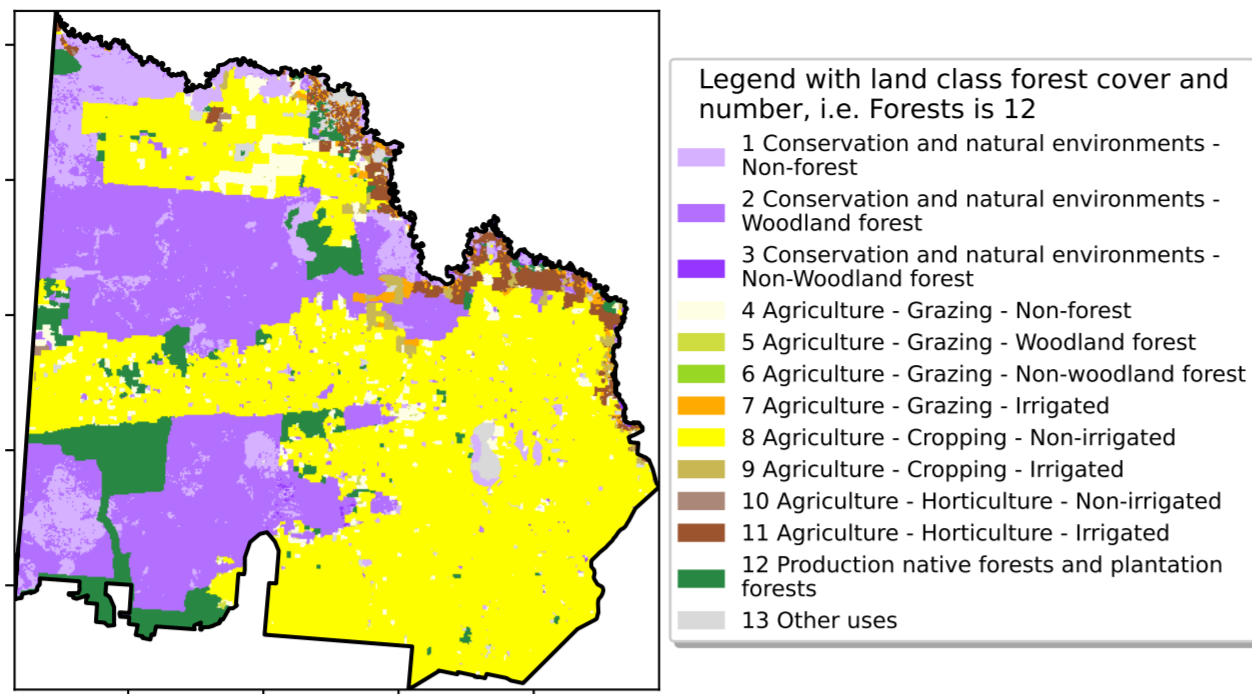 Legend with land class forest cover and
number, i.e. Forests is 12
1 Conservation and natural environments -
Non-forest
2 Conservation and natural environments -
Woodland forest
3 Conservation and natural environments -
Non-Woodland forest
4 Agriculture - Grazing - Non-forest
5 Agriculture - Grazing - Woodland forest
6 Agriculture - Grazing - Non-woodland forest
7 Agriculture - Grazing - Irrigated
8 Agriculture - Cropping - Non-irrigated
9 Agriculture - Cropping - Irrigated
10 Agriculture - Horticulture - Non-irrigated
11 Agriculture - Horticulture - Irrigated
12 Production native forests and plantation
forests
13 Other uses